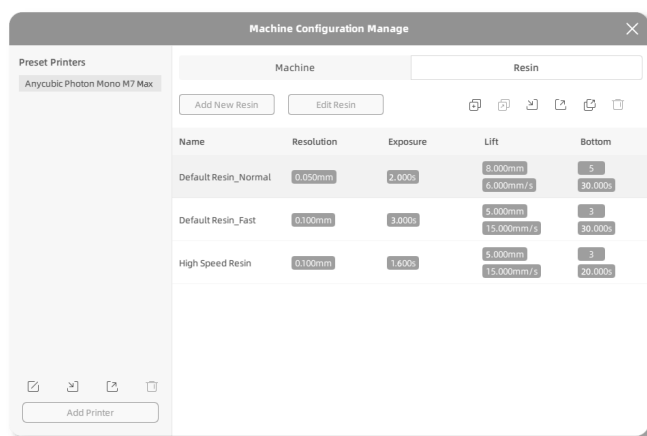 Machine Configuration Manage
Preset Printers
Anycubic Photon Mono M7 Max
Machine
Resin
Add New Resin
Edit Resin
Name Resolution Exposure Lift Bottom
Default Resin_Normal 0.050mm 2.000s 8.000mm 5
6.000mm/s 30.000s
Default Resin_Fast 0.100mm 3.000s 5.000mm 3
15.000mm/s 30.000s
High Speed Resin 0.100mm 1.600s 5.000mm 3
15.000mm/s 20.000s
Add Printer